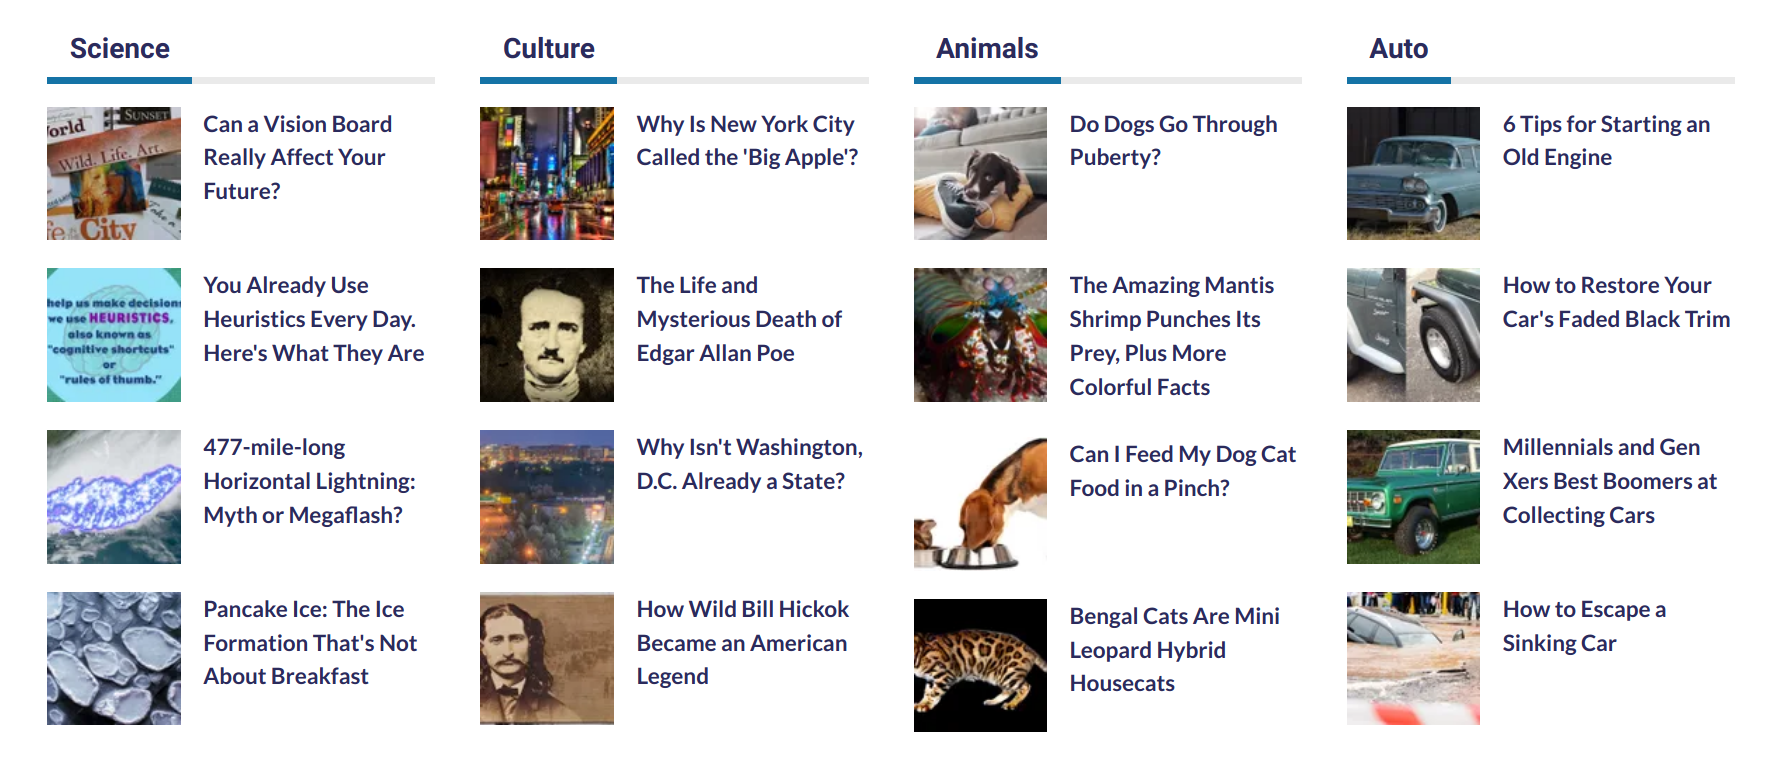 Science
Can a Vision Board
Really Affect Your
Future?
World
SUNSET
Wild. Life. Art.
City
You Already Use
Heuristics Every Day.
Here's What They Are
help us make decisions
we use HEURISTICS,
also known as
"cognitive shortcuts"
or
"rules of thumb."
477-mile-long
Horizontal Lightning:
Myth or Megaflash?
Pancake Ice: The Ice
Formation That's Not
About Breakfast
Culture
Why Is New York City
Called the 'Big Apple'?
The Life and
Mysterious Death of
Edgar Allan Poe
Why Isn't Washington,
D.C. Already a State?
How Wild Bill Hickok
Became an American
Legend
Animals
Do Dogs Go Through
Puberty?
The Amazing Mantis
Shrimp Punches Its
Prey, Plus More
Colorful Facts
Can I Feed My Dog Cat
Food in a Pinch?
Bengal Cats Are Mini
Leopard Hybrid
Housecats
Auto
6 Tips for Starting an
Old Engine
How to Restore Your
Car's Faded Black Trim
Jeep
Millennials and Gen
Xers Best Boomers at
Collecting Cars
How to Escape a
Sinking Car